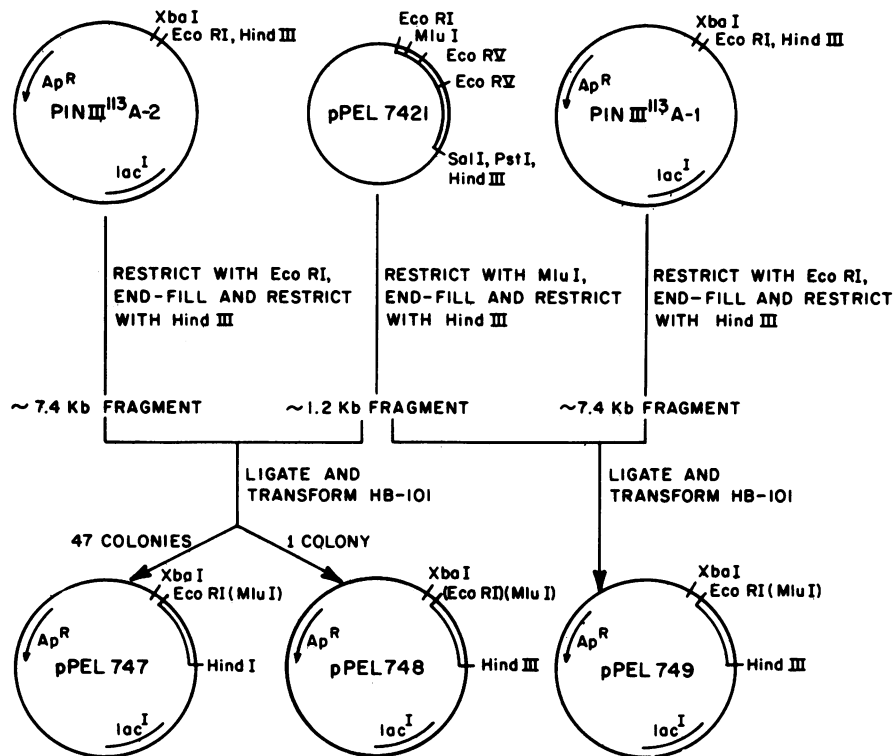 Xba I
Eco RI, Hind III
Ap^R
PIN III^113 A-2
lac^I
Eco RI
Mlu I
Eco RV
Eco RV
pPEL 7421
Sal I, Pst I,
Hind III
Xba I
Eco RI, Hind III
Ap^R
PIN III^113 A-1
lac^I
RESTRICT WITH Eco RI,
END-FILL AND RESTRICT
WITH Hind III
RESTRICT WITH Mlu I,
END-FILL AND RESTRICT
WITH Hind III
RESTRICT WITH Eco RI,
END-FILL AND RESTRICT
WITH Hind III
~7.4 Kb FRAGMENT
~1.2 Kb FRAGMENT
~7.4 Kb FRAGMENT
LIGATE AND
TRANSFORM HB-101
LIGATE AND
TRANSFORM HB-101
47 COLONIES
1 COLONY
Xba I
Eco RI (Mlu I)
Ap^R
pPEL 747
Hind I
lac^I
Xba I
(Eco RI)(Mlu I)
Ap^R
pPEL 748
Hind III
lac^I
Xba I
Eco RI (Mlu I)
Ap^R
pPEL 749
Hind III
lac^I